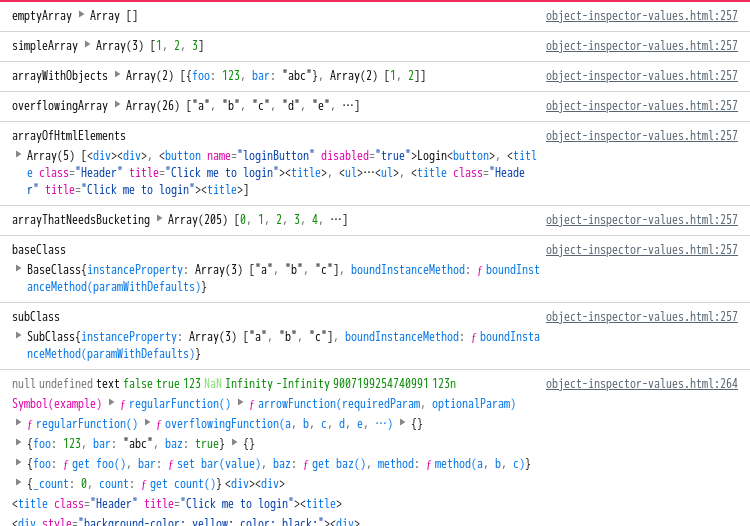 emptyArray ▶ Array [] object-inspector-values.html:257
simpleArray ▶ Array(3) [1, 2, 3] object-inspector-values.html:257
arrayWithObjects ▶ Array(2) [{foo: 123, bar: "abc"}, Array(2) [1, 2]] object-inspector-values.html:257
overflowingArray ▶ Array(26) ["a", "b", "c", "d", "e", …] object-inspector-values.html:257
arrayOfHtmlElements object-inspector-values.html:257
▶ Array(5) [<div><div>, <button name="loginButton" disabled="true">Login<button>, <titl
e class="Header" title="Click me to login"><title>, <ul>…<ul>, <title class="Heade
r" title="Click me to login"><title>]
arrayThatNeedsBucketing ▶ Array(205) [0, 1, 2, 3, 4, …] object-inspector-values.html:257
baseClass object-inspector-values.html:257
▶ BaseClass{instanceProperty: Array(3) ["a", "b", "c"], boundInstanceMethod: ƒ boundInst
anceMethod(paramWithDefaults)}
subClass object-inspector-values.html:257
▶ SubClass{instanceProperty: Array(3) ["a", "b", "c"], boundInstanceMethod: ƒ boundInsta
nceMethod(paramWithDefaults)}
null undefined text false true 123 NaN Infinity -Infinity 9007199254740991 123n object-inspector-values.html:264
Symbol(example) ▶ ƒ regularFunction() ▶ ƒ arrowFunction(requiredParam, optionalParam)
▶ ƒ regularFunction() ▶ ƒ overflowingFunction(a, b, c, d, e, …) ▶ {}
▶ {foo: 123, bar: "abc", baz: true} ▶ {}
▶ {foo: ƒ get foo(), bar: ƒ set bar(value), baz: ƒ get baz(), method: ƒ method(a, b, c)}
▶ {_count: 0, count: ƒ get count()} <div><div>
<title class="Header" title="Click me to login"><title>
<div style="background-color: yellow; color: black;"><div>